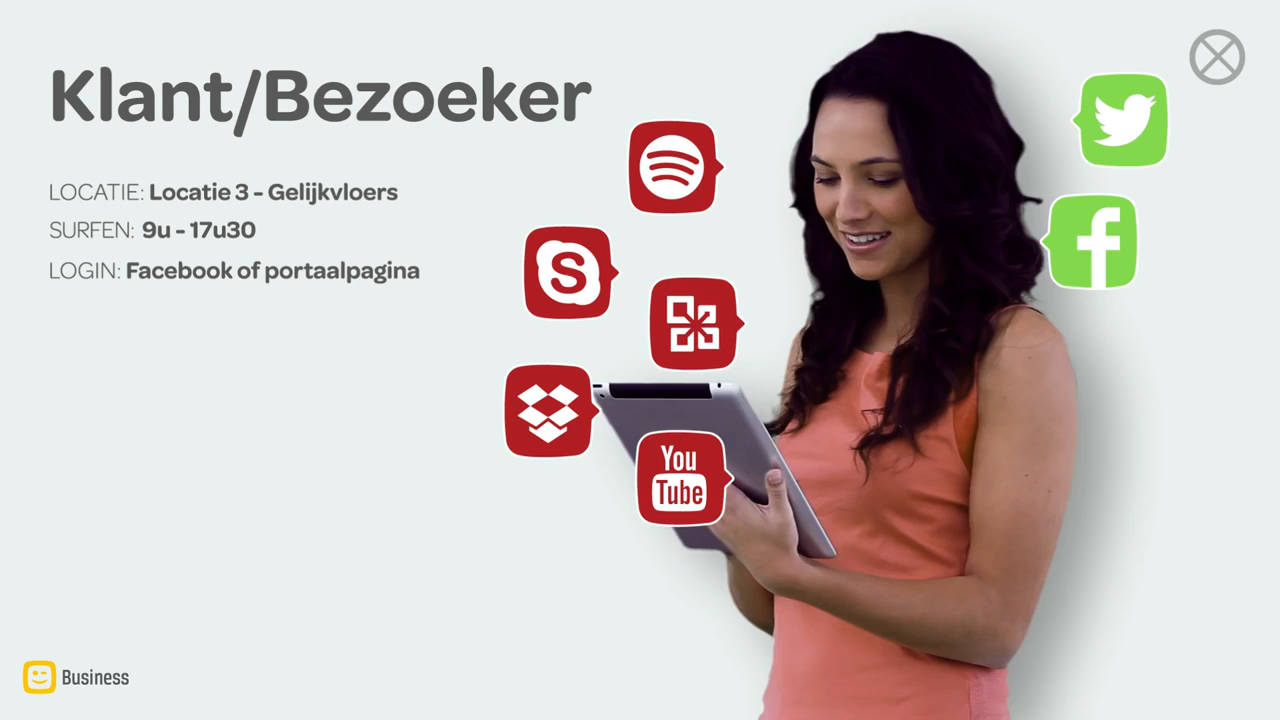 Klant/Bezoeker
LOCATIE: Locatie 3 - Gelijkvloers
SURFEN: 9u - 17u30
LOGIN: Facebook of portaalpagina
You
Tube
Business